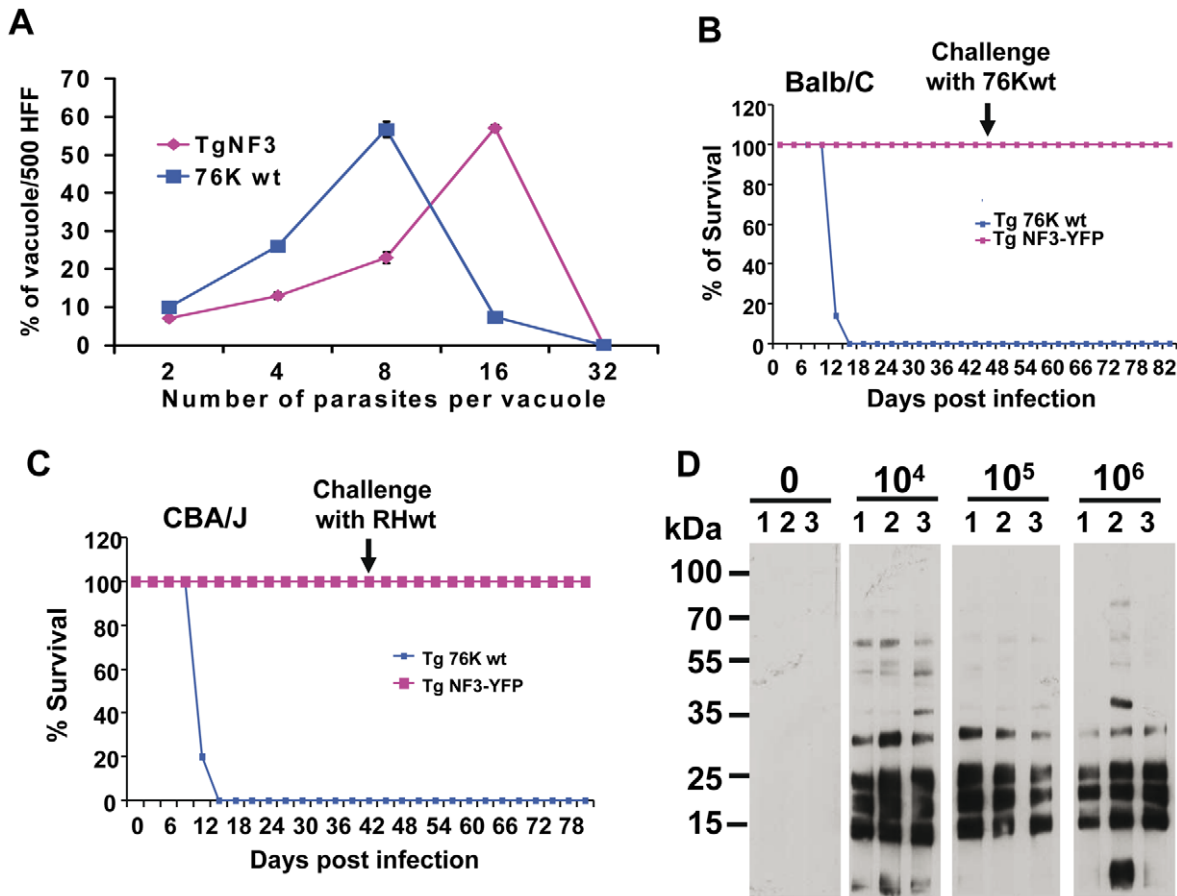 A
70
60
50
40
30
20
10
0
% of vacuole/500 HFF
TgNF3
76K wt
2 4 8 16 32
Number of parasites per vacuole
B
Balb/C
Challenge
with 76Kwt
120
100
80
60
40
20
0
% of Survival
Tg 76K wt
Tg NF3-YFP
0 6 12 18 24 30 36 42 48 54 60 66 72 78 82
Days post infection
C
CBA/J
Challenge
with RHwt
120
100
80
60
40
20
0
% Survival
Tg 76K wt
Tg NF3-YFP
0 6 12 18 24 30 36 42 48 54 60 66 72 78
Days post infection
D
0 10⁴ 10⁵ 10⁶
kDa 1 2 3 1 2 3 1 2 3 1 2 3
100
70
55
35
25
15